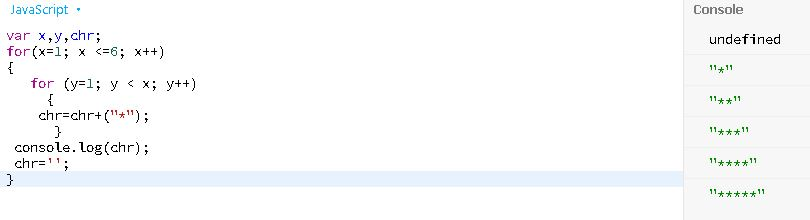 JavaScript
var x,y,chr;
for(x=1; x <=6; x++)
{
for (y=1; y < x; y++)
{
chr=chr+("*");
}
console.log(chr);
chr='';
}
Console
undefined
"*"
"**"
"***"
"****"
"*****"